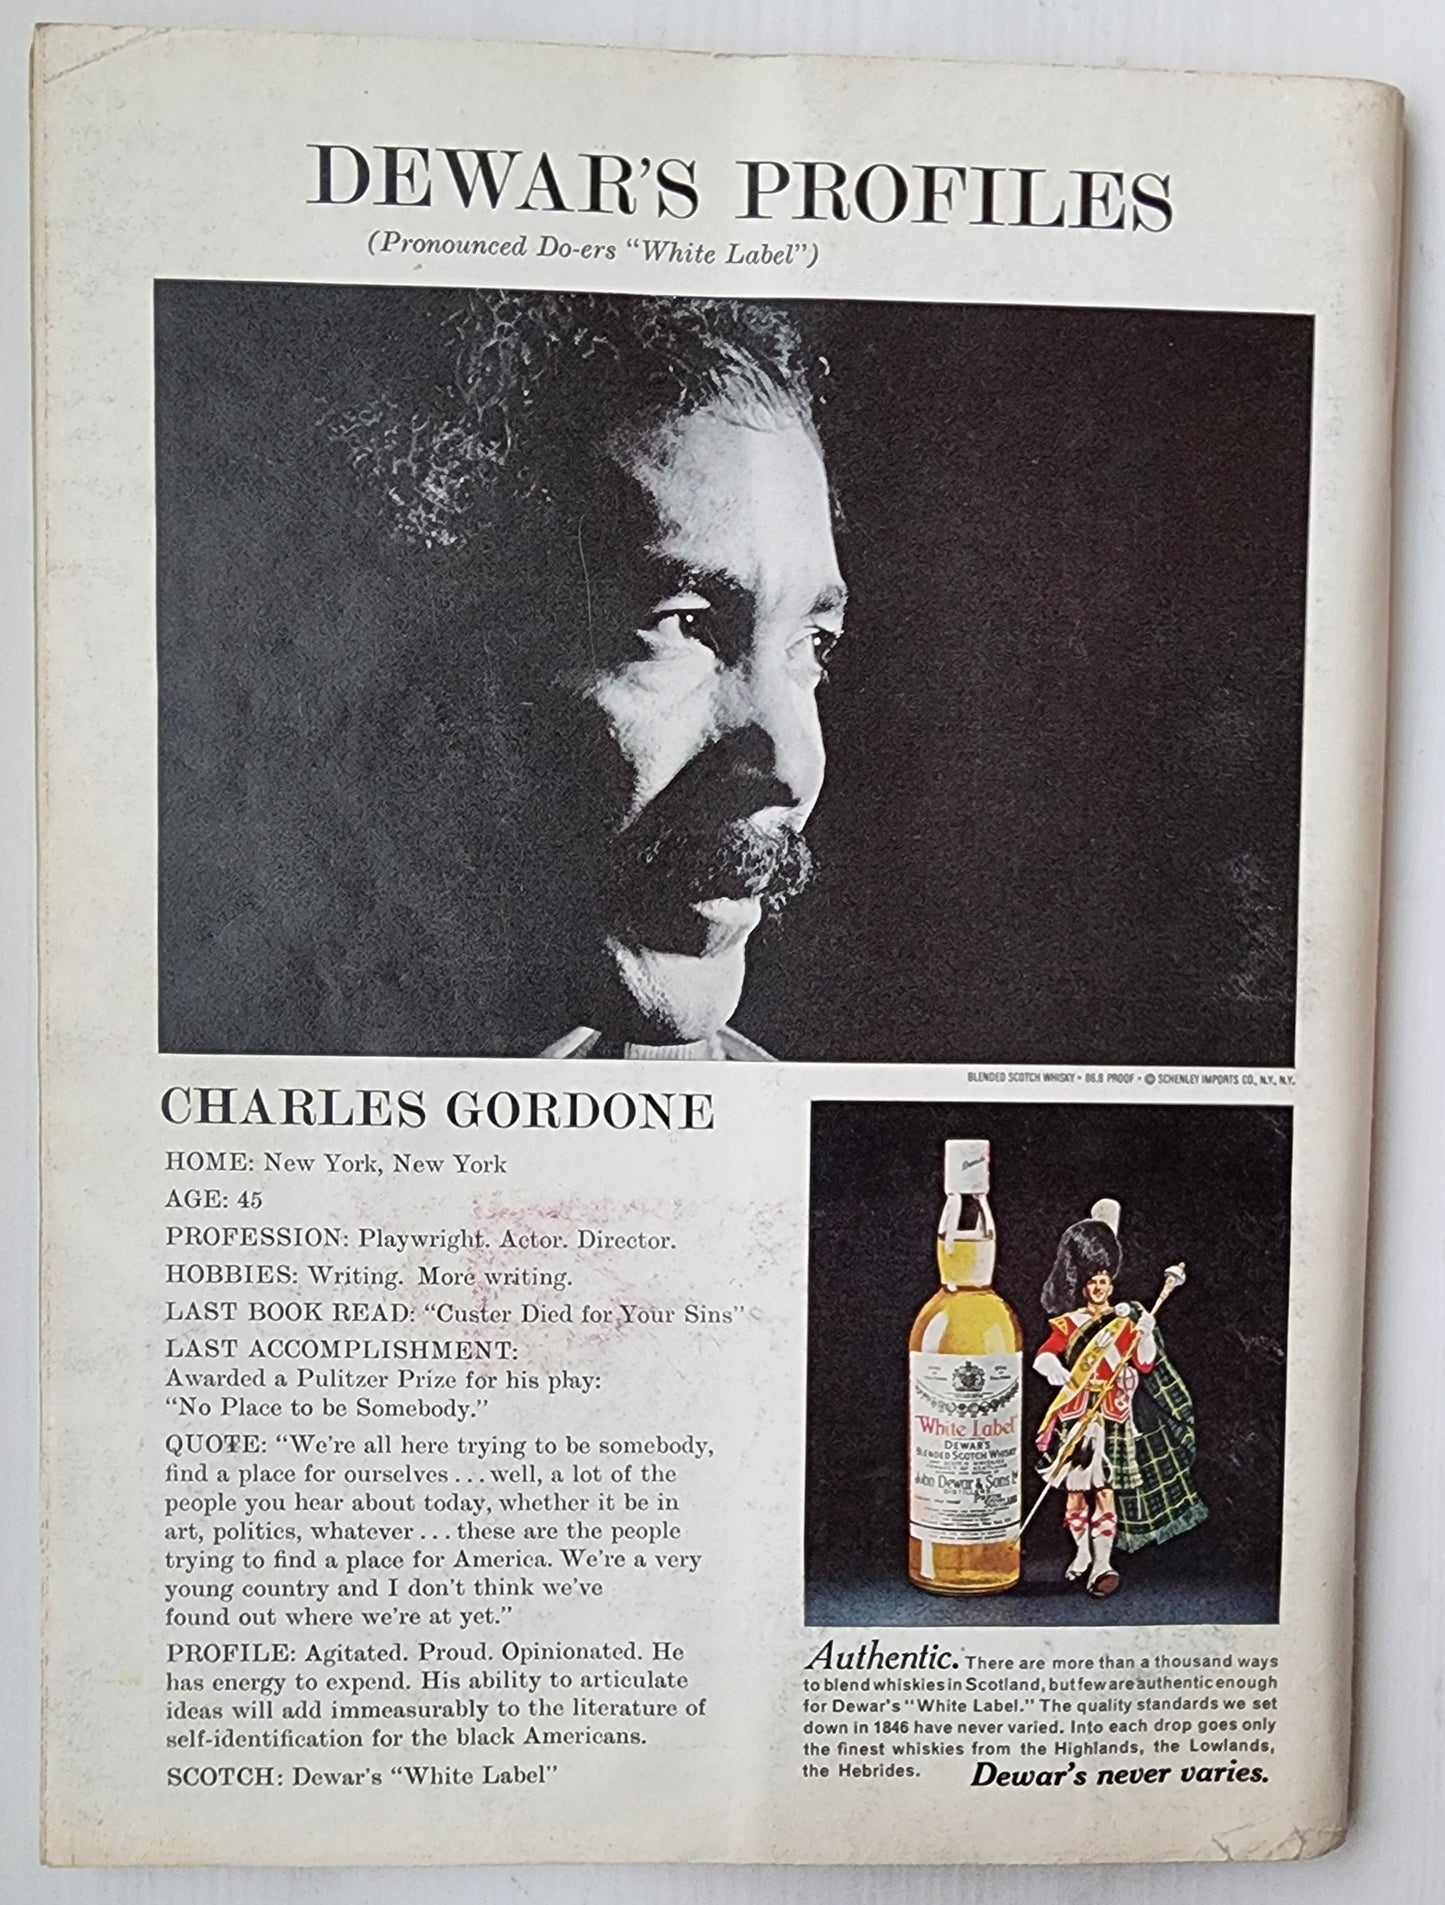 DEWAR'S PROFILES
(Pronounced Do-ers “White Label”)
BLENDED SCOTCH WHISKY • 86.8 PROOF • © SCHENLEY IMPORTS CO., N.Y., N.Y.
CHARLES GORDONE
HOME: New York, New York
AGE: 45
PROFESSION: Playwright. Actor. Director.
HOBBIES: Writing. More writing.
LAST BOOK READ: “Custer Died for Your Sins”
LAST ACCOMPLISHMENT:
Awarded a Pulitzer Prize for his play:
“No Place to be Somebody.”
QUOTE: “We're all here trying to be somebody,
find a place for ourselves . . . well, a lot of the
people you hear about today, whether it be in
art, politics, whatever . . . these are the people
trying to find a place for America. We're a very
young country and I don't think we've
found out where we're at yet.”
PROFILE: Agitated. Proud. Opinionated. He
has energy to expend. His ability to articulate
ideas will add immeasurably to the literature of
self-identification for the black Americans.
SCOTCH: Dewar's “White Label”
White Label
DEWAR'S
BLENDED SCOTCH WHISKY
John Dewar & Sons Ld
Authentic. There are more than a thousand ways
to blend whiskies in Scotland, but few are authentic enough
for Dewar's “White Label.” The quality standards we set
down in 1846 have never varied. Into each drop goes only
the finest whiskies from the Highlands, the Lowlands,
the Hebrides. Dewar's never varies.